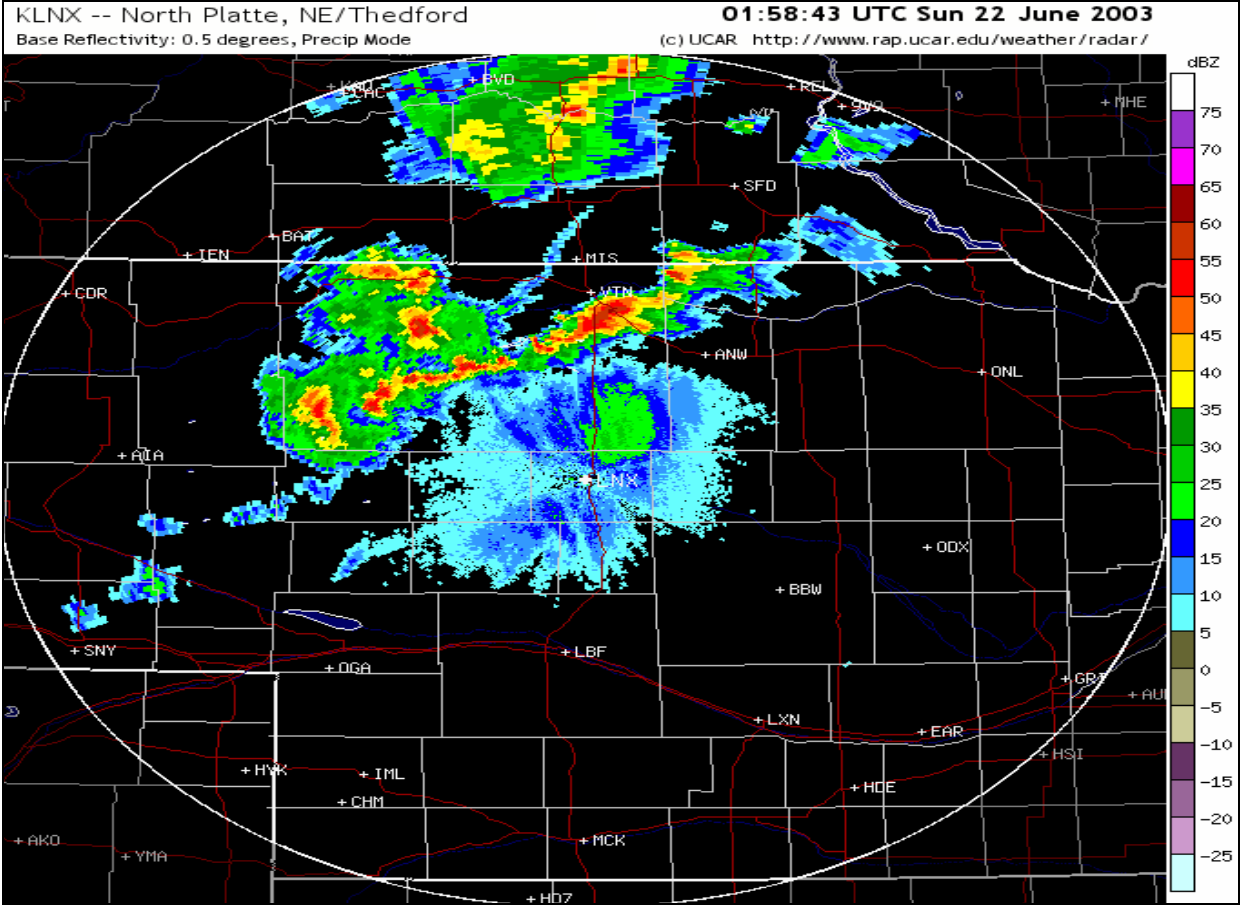 KLNX -- North Platte, NE/Thedford
01:58:43 UTC Sun 22 June 2003
Base Reflectivity: 0.5 degrees, Precip Mode
(c) UCAR http://www.rap.ucar.edu/weather/radar/
dBZ
75
70
65
60
55
50
45
40
35
30
25
20
15
10
5
0
-5
-10
-15
-20
-25
+REL
+9V9
+MHE
+SFD
+BAT
+IEN
+MIS
+CDR
+VTN
+ANW
+ONL
+AIA
KLNX
+ODX
+BBW
+SNY
+LBF
+OGA
+LXN
+EAR
+HSI
+HYK
+IML
+HDE
+CHM
+AKO
+YMA
+MCK
+HD7